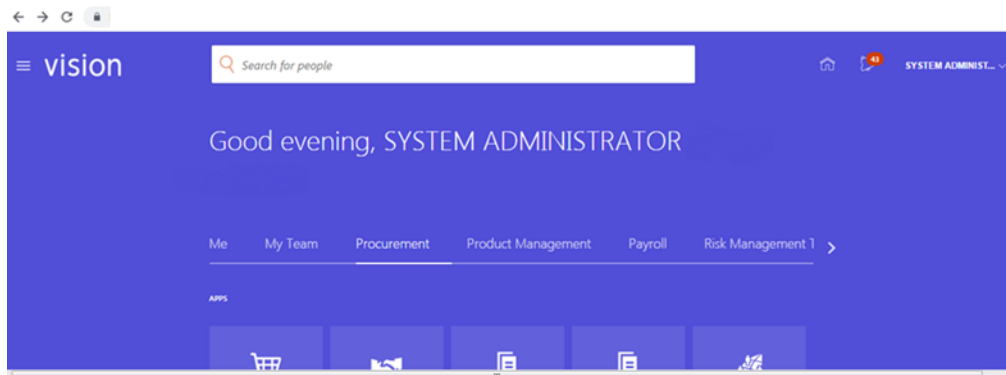 vision
Search for people
43
SYSTEM ADMINIST...
Good evening, SYSTEM ADMINISTRATOR
Me My Team Procurement Product Management Payroll Risk Management T
APPS